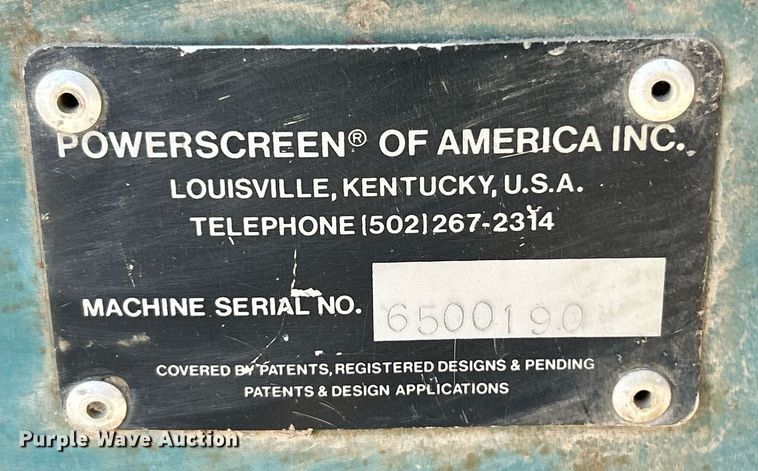 POWERSCREEN® OF AMERICA INC.
LOUISVILLE, KENTUCKY, U.S.A.
TELEPHONE (502) 267-2314
MACHINE SERIAL NO. 6500190
COVERED BY PATENTS, REGISTERED DESIGNS & PENDING
PATENTS & DESIGN APPLICATIONS
Purple Wave Auction